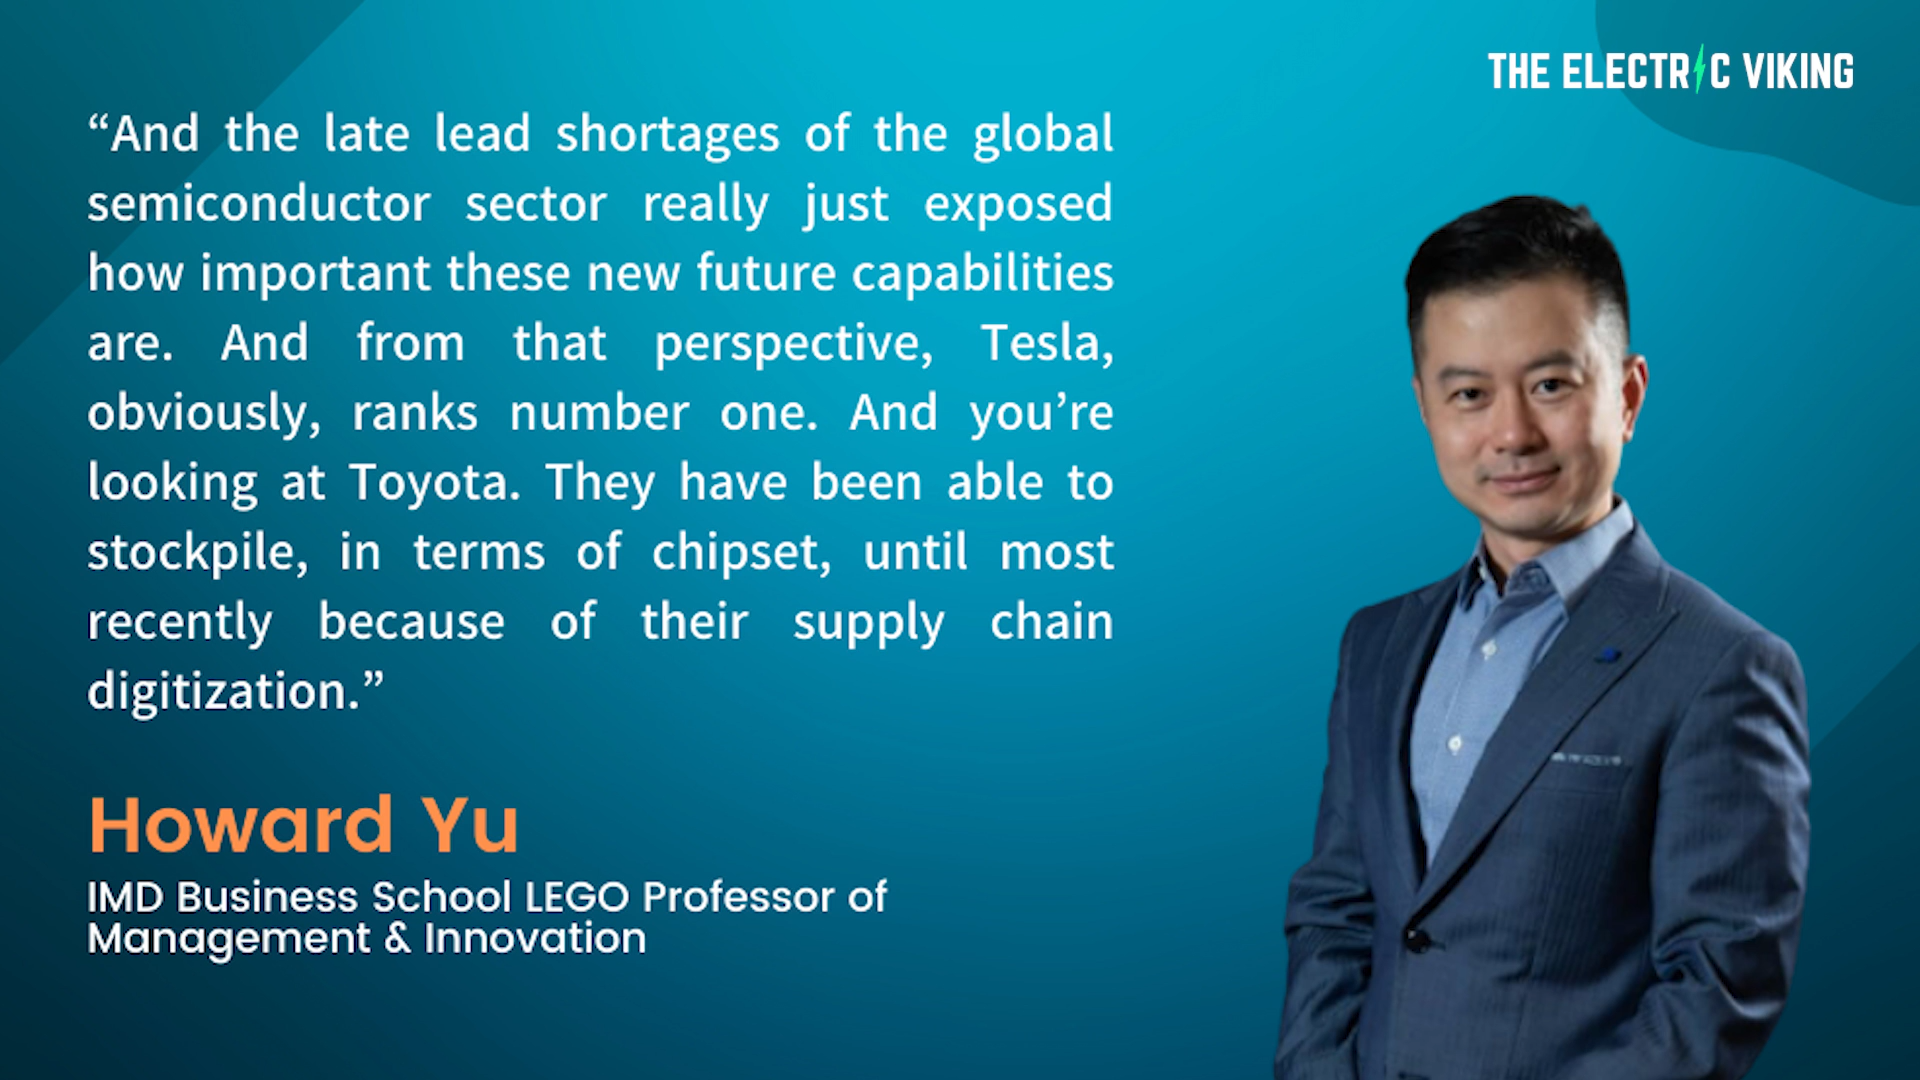 THE ELECTRIC VIKING
“And the late lead shortages of the global
semiconductor sector really just exposed
how important these new future capabilities
are. And from that perspective, Tesla,
obviously, ranks number one. And you’re
looking at Toyota. They have been able to
stockpile, in terms of chipset, until most
recently because of their supply chain
digitization.”
Howard Yu
IMD Business School LEGO Professor of
Management & Innovation